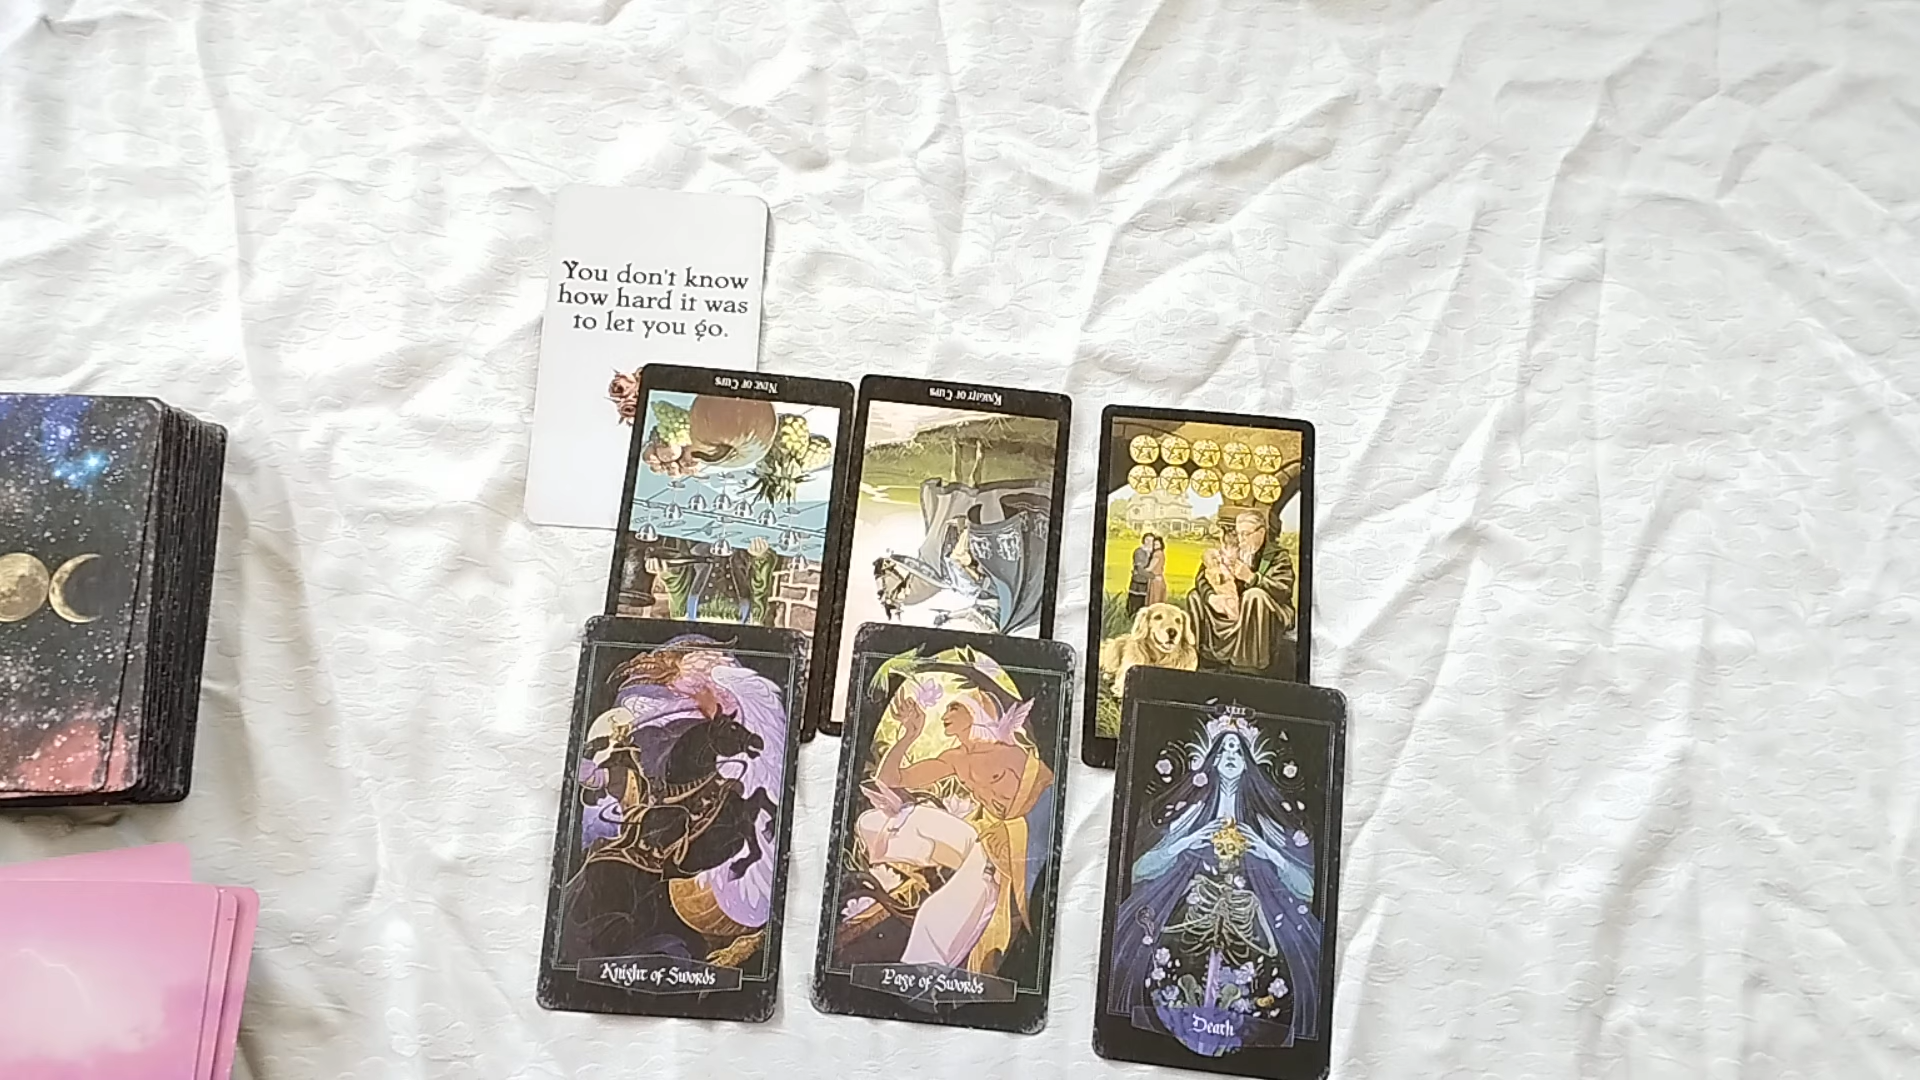 You don't know
how hard it was
to let you go.
Nine of Cups
Knight of Cups
XIII
Knight of Swords
Page of Swords
Death